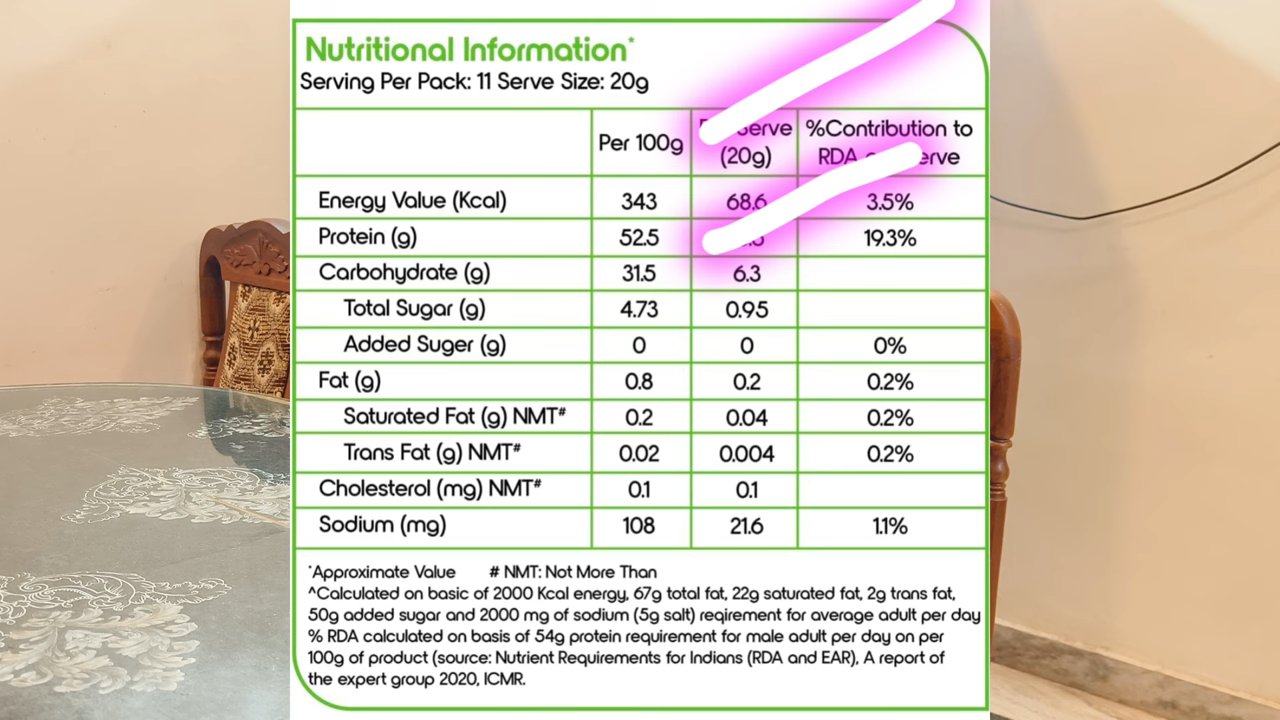 Nutritional Information*
Serving Per Pack: 11 Serve Size: 20g
Per 100g
Serve (20g)
%Contribution to RDA
Energy Value (Kcal) 343 68.6 3.5%
Protein (g) 52.5 19.3%
Carbohydrate (g) 31.5 6.3
Total Sugar (g) 4.73 0.95
Added Suger (g) 0 0 0%
Fat (g) 0.8 0.2 0.2%
Saturated Fat (g) NMT# 0.2 0.04 0.2%
Trans Fat (g) NMT# 0.02 0.004 0.2%
Cholesterol (mg) NMT# 0.1 0.1
Sodium (mg) 108 21.6 1.1%
*Approximate Value # NMT: Not More Than
^Calculated on basic of 2000 Kcal energy, 67g total fat, 22g saturated fat, 2g trans fat,
50g added sugar and 2000 mg of sodium (5g salt) reqirement for average adult per day
% RDA calculated on basis of 54g protein requirement for male adult per day on per
100g of product (source: Nutrient Requirements for Indians (RDA and EAR), A report of
the expert group 2020, ICMR.